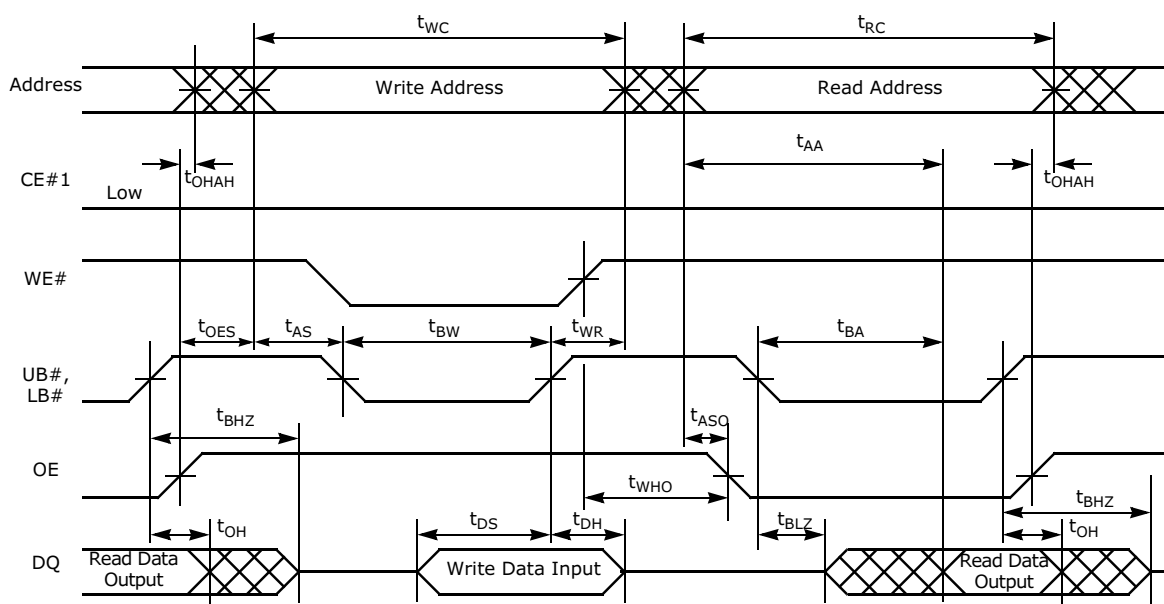 tWC
tRC
Address
Write Address
Read Address
tAA
CE#1
tOHAH
tOHAH
Low
WE#
tOES
tAS
tBW
tWR
tBA
UB#,
LB#
tBHZ
tASO
OE
tWHO
tBHZ
tOH
tDS
tDH
tBLZ
tOH
DQ
Read Data
Output
Write Data Input
Read Data
Output